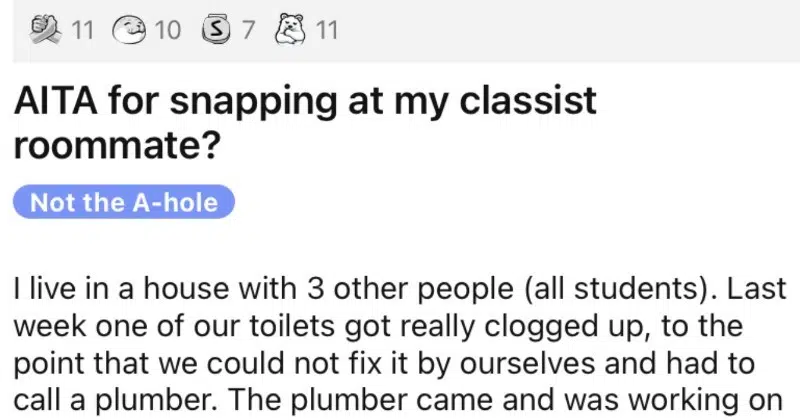 11 10 S 7 11
AITA for snapping at my classist
roommate?
Not the A-hole
I live in a house with 3 other people (all students). Last
week one of our toilets got really clogged up, to the
point that we could not fix it by ourselves and had to
call a plumber. The plumber came and was working on